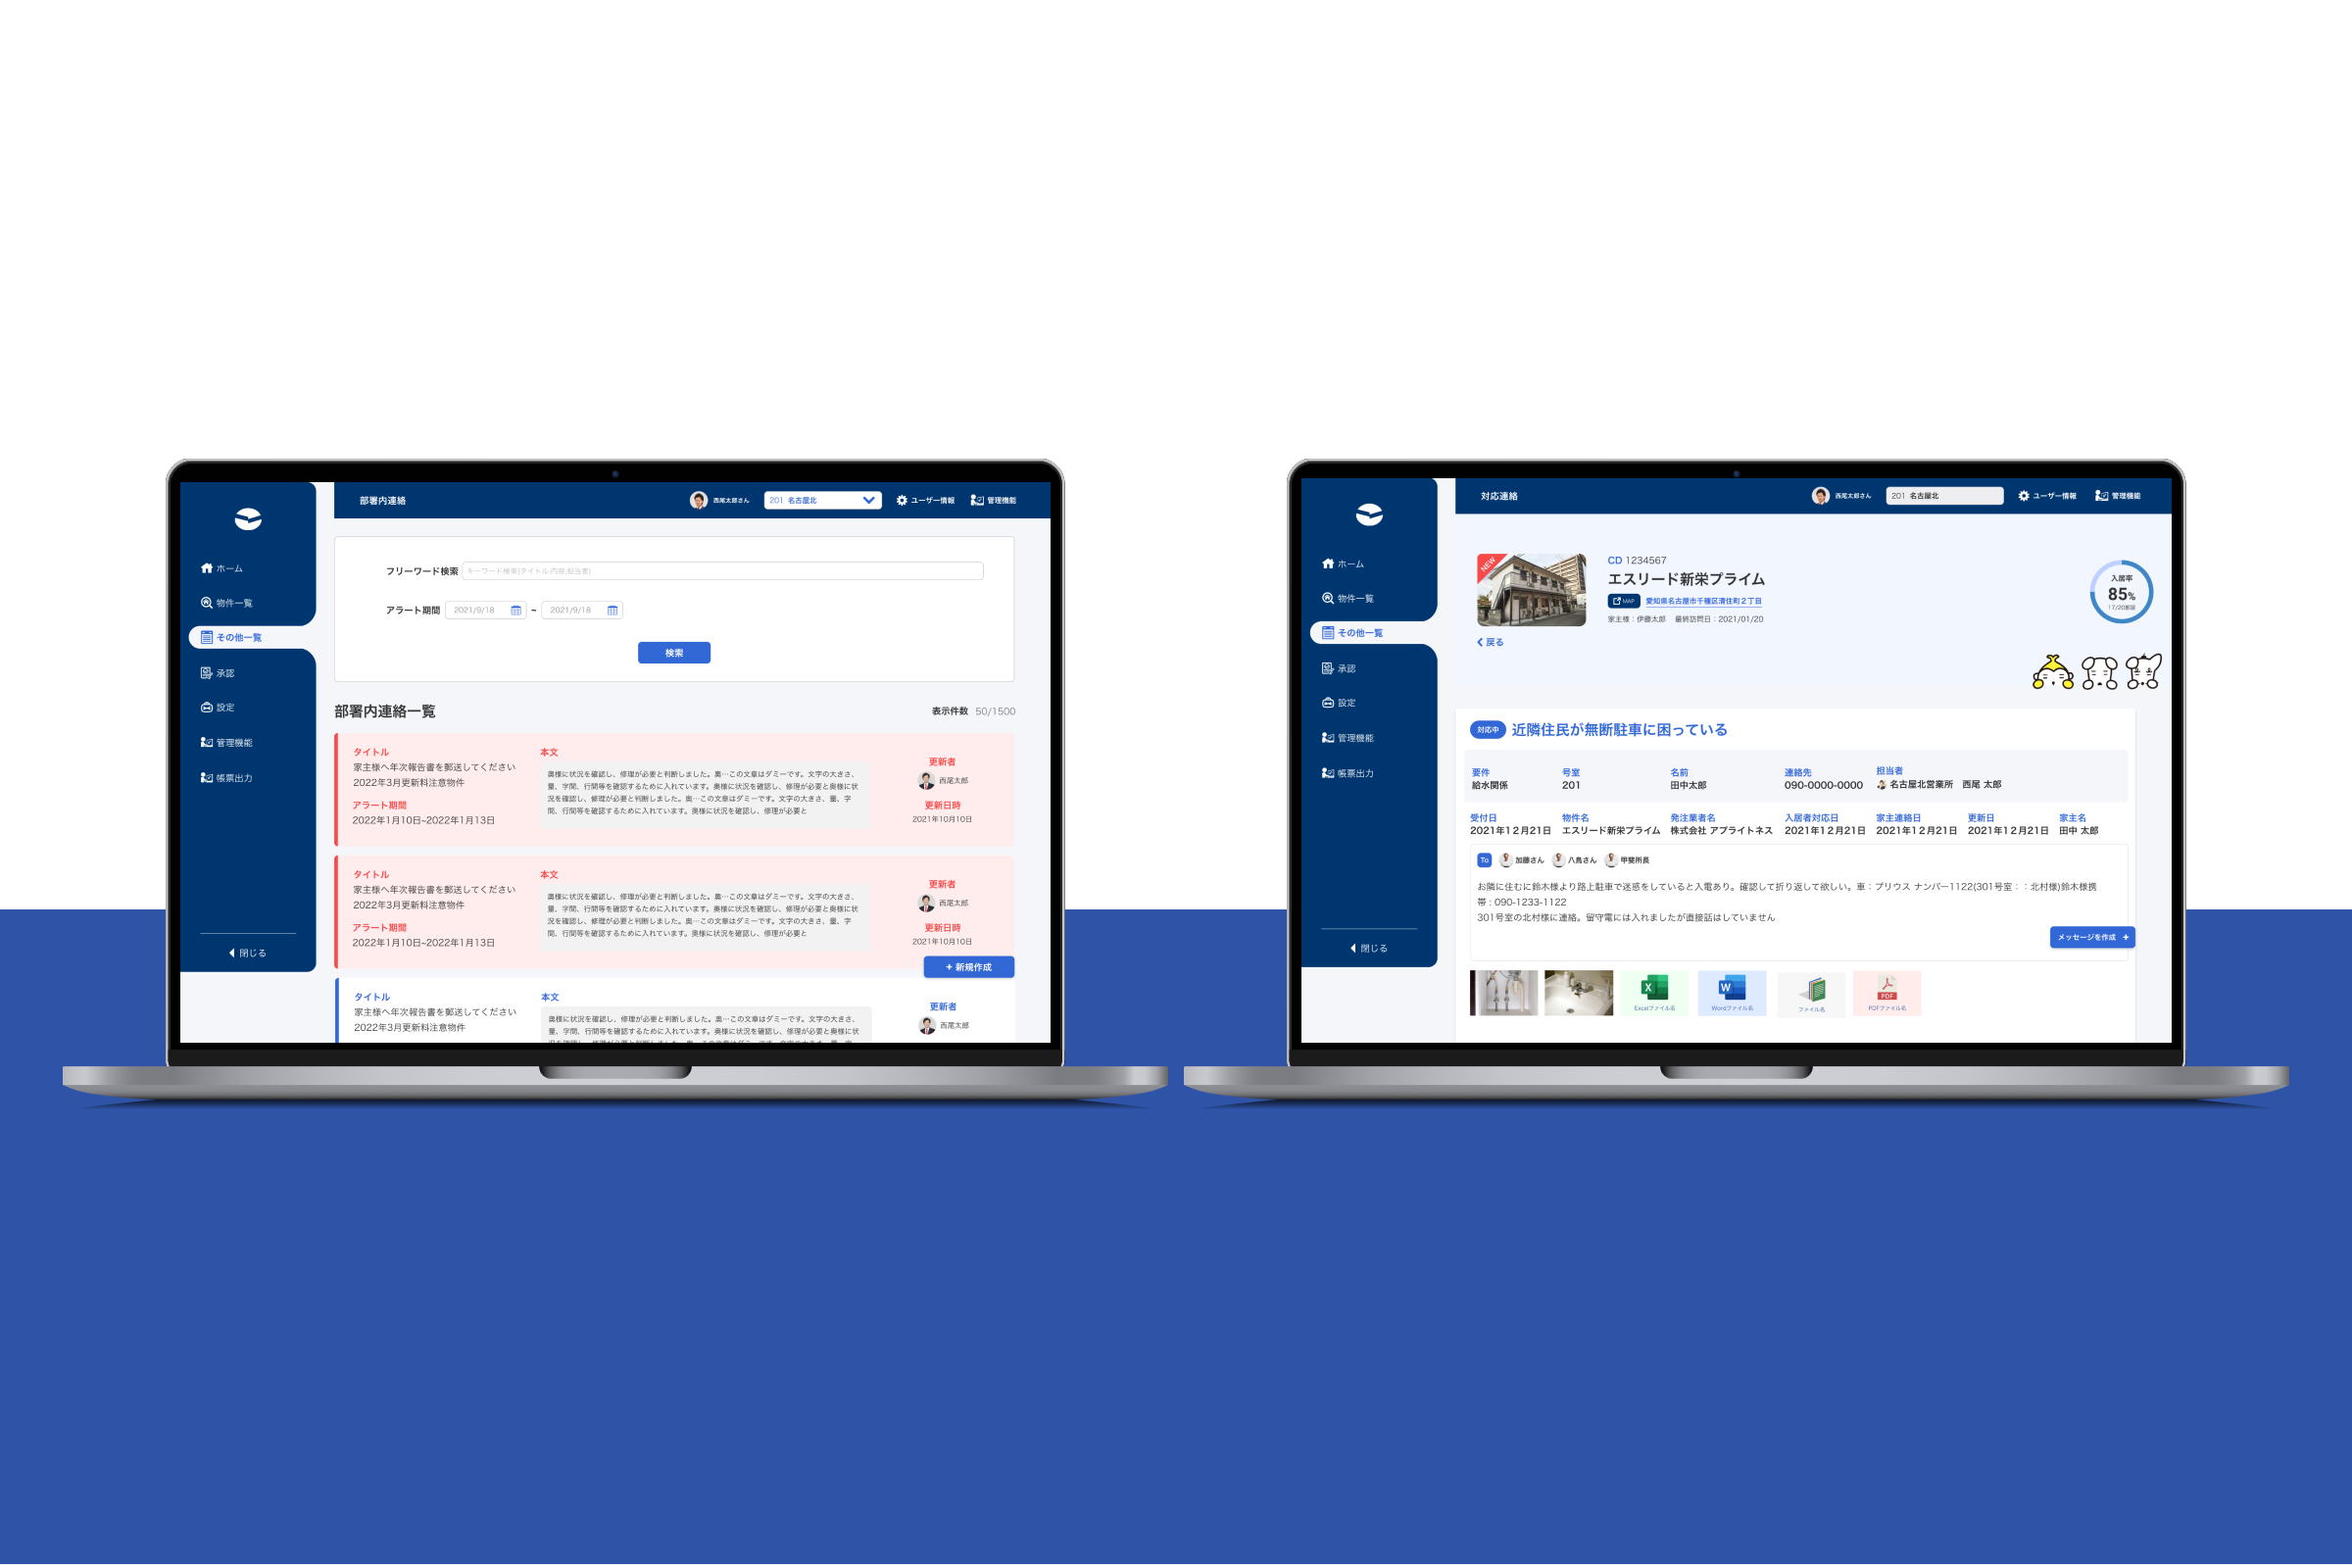 部署内連絡
西尾太郎さん
201 名古屋北
ユーザー情報
管理機能
ホーム
物件一覧
その他一覧
承認
設定
管理機能
帳票出力
閉じる
フリーワード検索
キーワード検索(タイトル:内容:担当者)
アラート期間
2021/9/18 ~ 2021/9/18
検索
部署内連絡一覧
表示件数 50/1500
タイトル
家主様へ年次報告書を郵送してください
2022年3月更新料注意物件
アラート期間
2022年1月10日~2022年1月13日
本文
奥様に状況を確認し、修理が必要と判断しました。奥…この文章はダミーです。文字の大きさ、
量、字間、行間等を確認するために入れています。奥様に状況を確認し、修理が必要と奥様に状
況を確認し、修理が必要と判断しました。奥…この文章はダミーです。文字の大きさ、量、字
間、行間等を確認するために入れています。奥様に状況を確認し、修理が必要と
更新者
西尾太郎
更新日時
2021年10月10日
タイトル
家主様へ年次報告書を郵送してください
2022年3月更新料注意物件
アラート期間
2022年1月10日~2022年1月13日
本文
奥様に状況を確認し、修理が必要と判断しました。奥…この文章はダミーです。文字の大きさ、
量、字間、行間等を確認するために入れています。奥様に状況を確認し、修理が必要と奥様に状
況を確認し、修理が必要と判断しました。奥…この文章はダミーです。文字の大きさ、量、字
間、行間等を確認するために入れています。奥様に状況を確認し、修理が必要と
更新者
西尾太郎
更新日時
2021年10月10日
+ 新規作成
タイトル
家主様へ年次報告書を郵送してください
2022年3月更新料注意物件
本文
奥様に状況を確認し、修理が必要と判断しました。奥…この文章はダミーです。文字の大きさ、
量、字間、行間等を確認するために入れています。奥様に状況を確認し、修理が必要と奥様に状
更新者
西尾太郎
対応連絡
西尾太郎さん
201 名古屋北
ユーザー情報
管理機能
ホーム
物件一覧
その他一覧
承認
設定
管理機能
帳票出力
閉じる
NEW
CD 1234567
エスリード新栄プライム
MAP
愛知県名古屋市千種区清住町2丁目
家主様：伊藤太郎 最終訪問日：2021/01/20
戻る
入居率
85%
17/20部屋
対応中 近隣住民が無断駐車に困っている
要件 号室 名前 連絡先 担当者
給水関係 201 田中太郎 090-0000-0000 名古屋北営業所 西尾 太郎
受付日 物件名 発注業者名 入居者対応日 家主連絡日 更新日 家主名
2021年12月21日 エスリード新栄プライム 株式会社 アプライトネス 2021年12月21日 2021年12月21日 2021年12月21日 田中 太郎
To 加藤さん 八鳥さん 甲斐所長
お隣に住むに鈴木様より路上駐車で迷惑をしていると入電あり。確認して折り返して欲しい。車：プリウス ナンバー1122(301号室：：北村様)鈴木様携
帯 : 090-1233-1122
301号室の北村様に連絡。留守電には入れましたが直接話はしていません
メッセージを作成 +
X
Excelファイル名
W
Wordファイル名
ファイル名
PDF
PDFファイル名